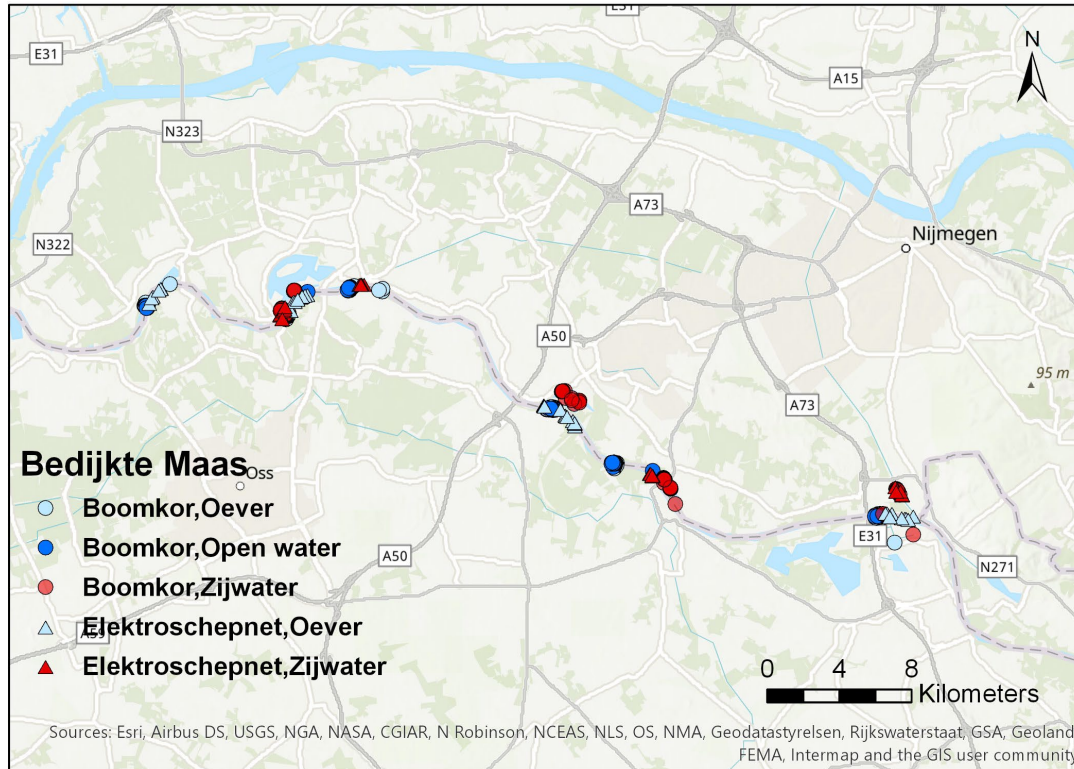 E31
E31
A15
N
N323
A73
N322
Nijmegen
A50
95 m
A73
Bedijkte Maas
Oss
Boomkor,Oever
Boomkor,Open water
E31
A50
N271
Boomkor,Zijwater
Elektroschepnet,Oever
A59
Elektroschepnet,Zijwater
0 4 8
Kilometers
Sources: Esri, Airbus DS, USGS, NGA, NASA, CGIAR, N Robinson, NCEAS, NLS, OS, NMA, Geodatastyrelsen, Rijkswaterstaat, GSA, Geoland
FEMA, Intermap and the GIS user community